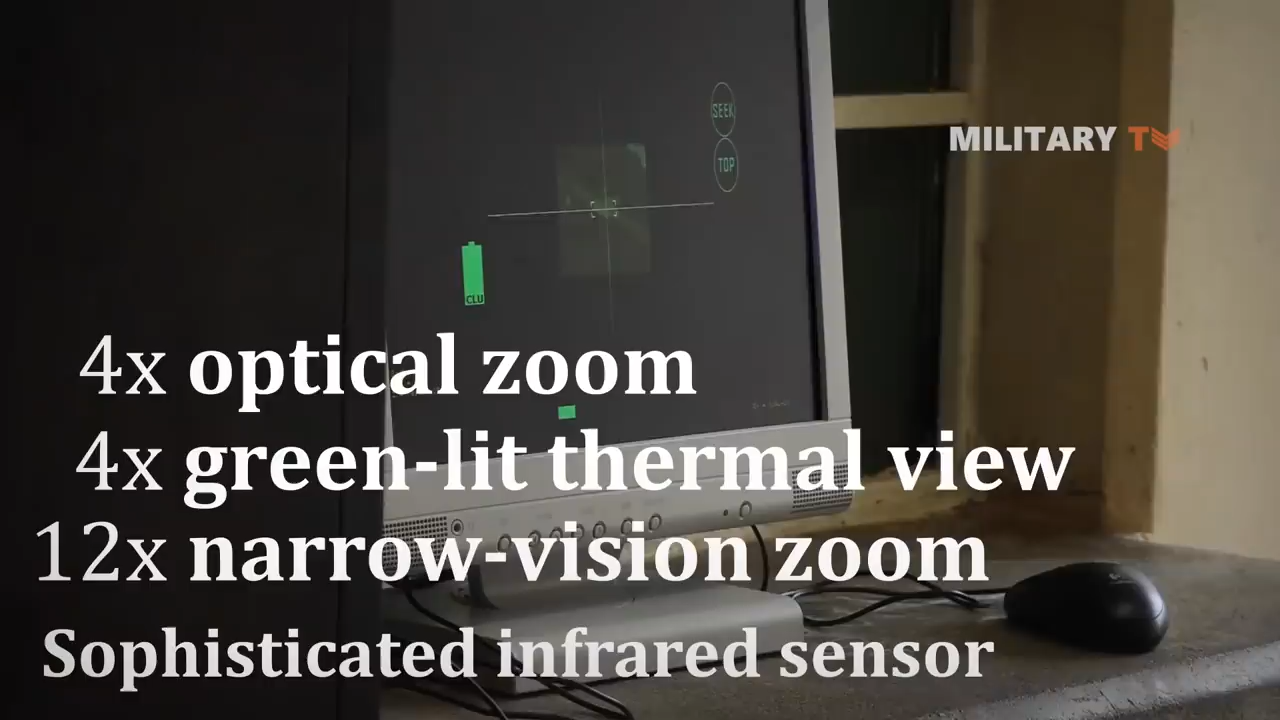 SEEK
MILITARY TV
TOP
CLU
4x optical zoom
4x green-lit thermal view
12x narrow-vision zoom
Sophisticated infrared sensor